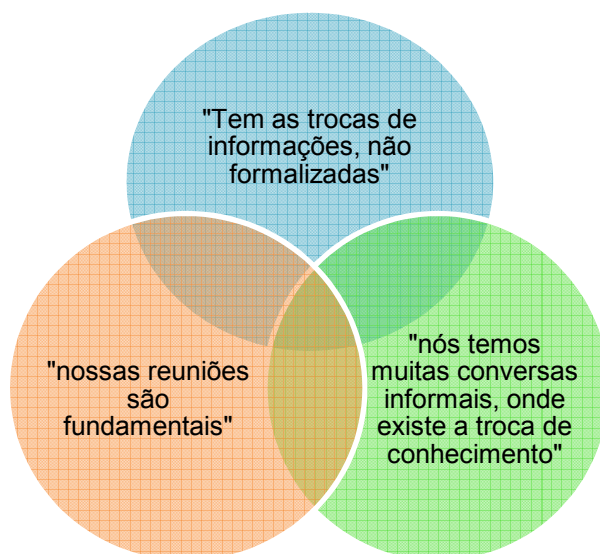 "Tem as trocas de
informações, não
formalizadas"
"nossas reuniões
são
fundamentais"
"nós temos
muitas conversas
informais, onde
existe a troca de
conhecimento"